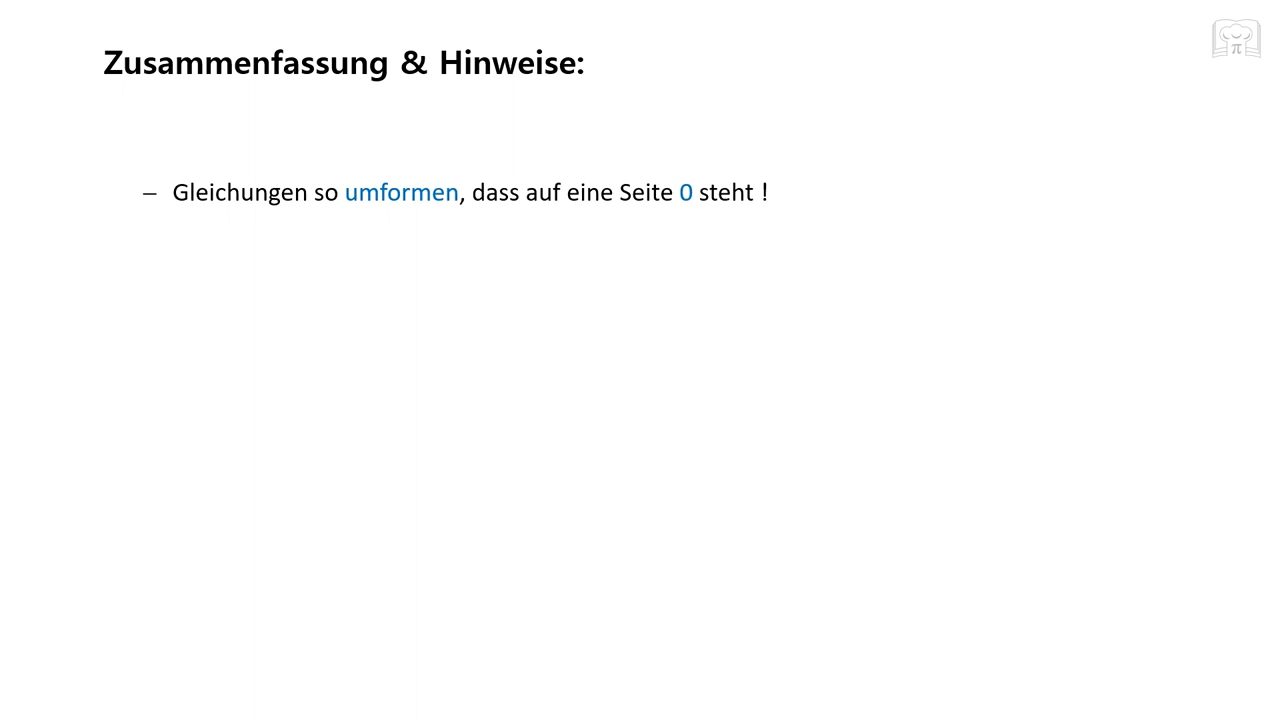 Zusammenfassung & Hinweise:
– Gleichungen so umformen, dass auf eine Seite 0 steht !
π